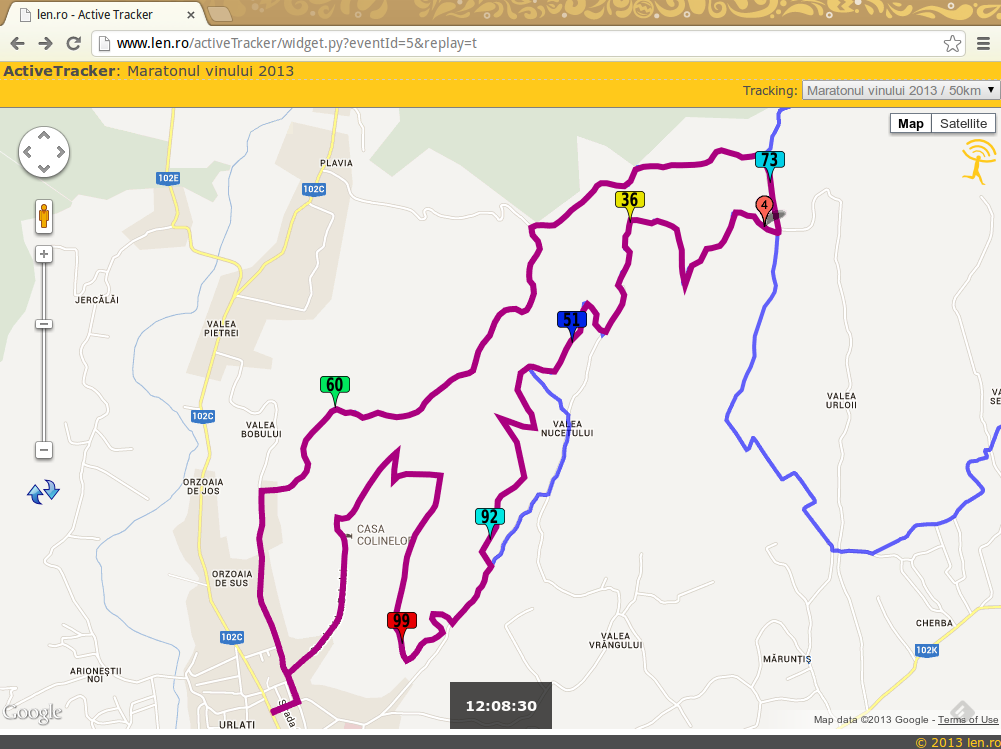 len.ro - Active Tracker
www.len.ro/activeTracker/widget.py?eventId=5&replay=t
ActiveTracker: Maratonul vinului 2013
Tracking: Maratonul vinului 2013 / 50km
Map Satellite
PLAVIA
73
102E
102C
36
4
JERCĂLĂI
51
VALEA
PIETREI
60
VALEA
URLOII
VA
SE
102C
VALEA
BOBULUI
VALEA
NUCETULUI
ORZOAIA
DE JOS
92
CASA
COLINELOR
ORZOAIA
DE SUS
99
102C
CHERBA
VALEA
VRÂNGULUI
102K
MĂRUNȚIȘ
ARIONEȘTII
NOI
Strada
12:08:30
Google
URLATI
Map data ©2013 Google - Terms of Use
© 2013 len.ro